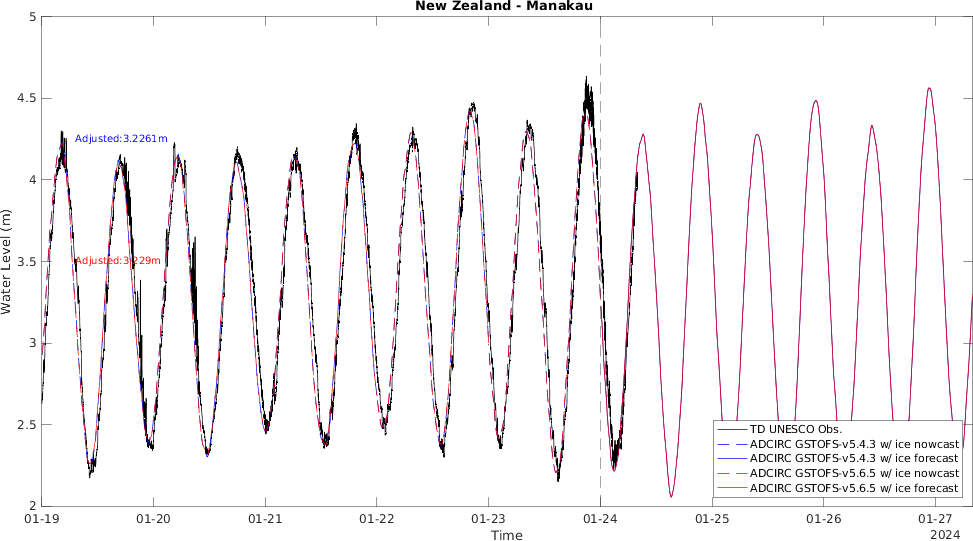 New Zealand - Manakau
5
4.5
4
3.5
3
2.5
2
Water Level (m)
Adjusted:3.2261m
Adjusted:3.229m
TD UNESCO Obs.
ADCIRC GSTOFS-v5.4.3 w/ ice nowcast
ADCIRC GSTOFS-v5.4.3 w/ ice forecast
ADCIRC GSTOFS-v5.6.5 w/ ice nowcast
ADCIRC GSTOFS-v5.6.5 w/ ice forecast
01-19 01-20 01-21 01-22 01-23 01-24 01-25 01-26 01-27
Time
2024